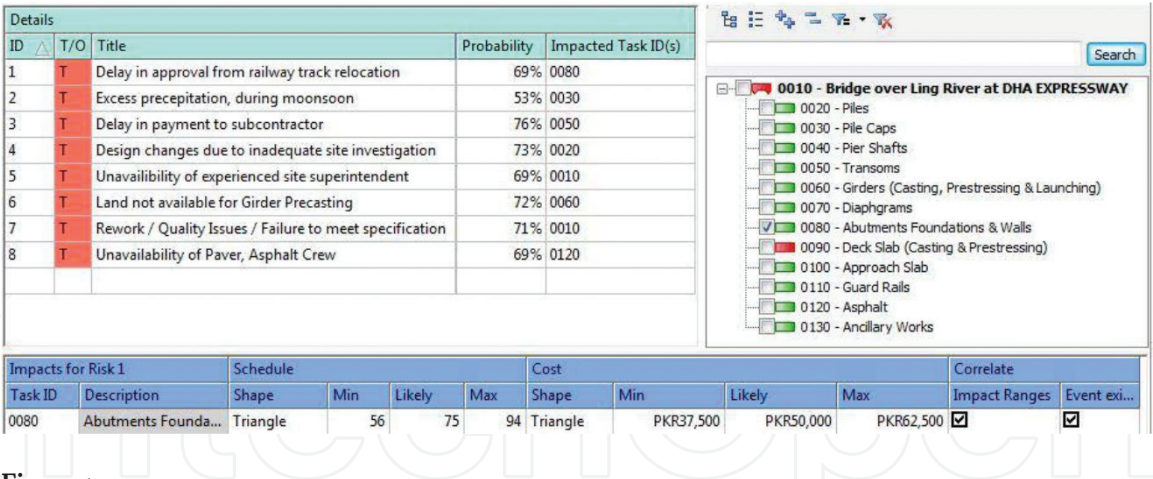 Details
ID T/O Title Probability Impacted Task ID(s)
1 T Delay in approval from railway track relocation 69% 0080
2 T Excess precepitation, during moonsoon 53% 0030
3 T Delay in payment to subcontractor 76% 0050
4 T Design changes due to inadequate site investigation 73% 0020
5 T Unavailibility of experienced site superintendent 69% 0010
6 T Land not available for Girder Precasting 72% 0060
7 T Rework / Quality Issues / Failure to meet specification 71% 0010
8 T Unavailability of Paver, Asphalt Crew 69% 0120
Search
0010 - Bridge over Ling River at DHA EXPRESSWAY
0020 - Piles
0030 - Pile Caps
0040 - Pier Shafts
0050 - Transoms
0060 - Girders (Casting, Prestressing & Launching)
0070 - Diaphgrams
0080 - Abutments Foundations & Walls
0090 - Deck Slab (Casting & Prestressing)
0100 - Approach Slab
0110 - Guard Rails
0120 - Asphalt
0130 - Ancillary Works
Impacts for Risk 1 Schedule Cost Correlate
Task ID Description Shape Min Likely Max Shape Min Likely Max Impact Ranges Event exi...
0080 Abutments Founda... Triangle 56 75 94 Triangle PKR37,500 PKR50,000 PKR62,500